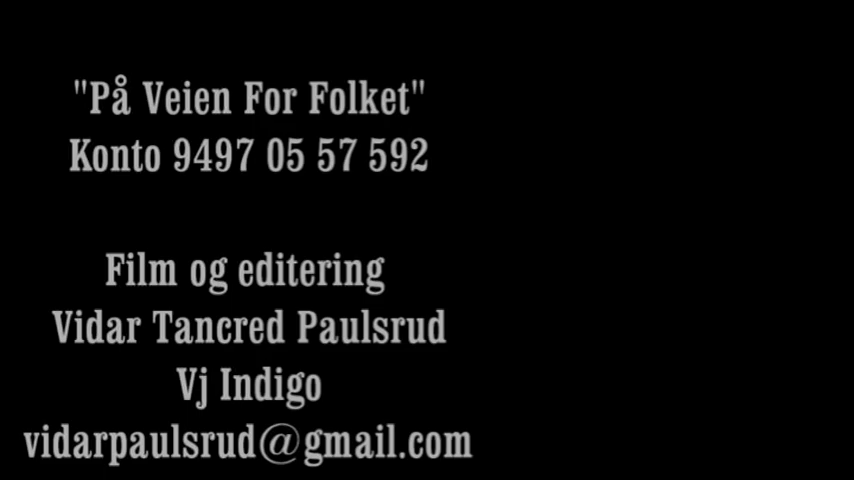 "På Veien For Folket"
Konto 9497 05 57 592
Film og editering
Vidar Tancred Paulsrud
Vj Indigo
vidarpaulsrud@gmail.com